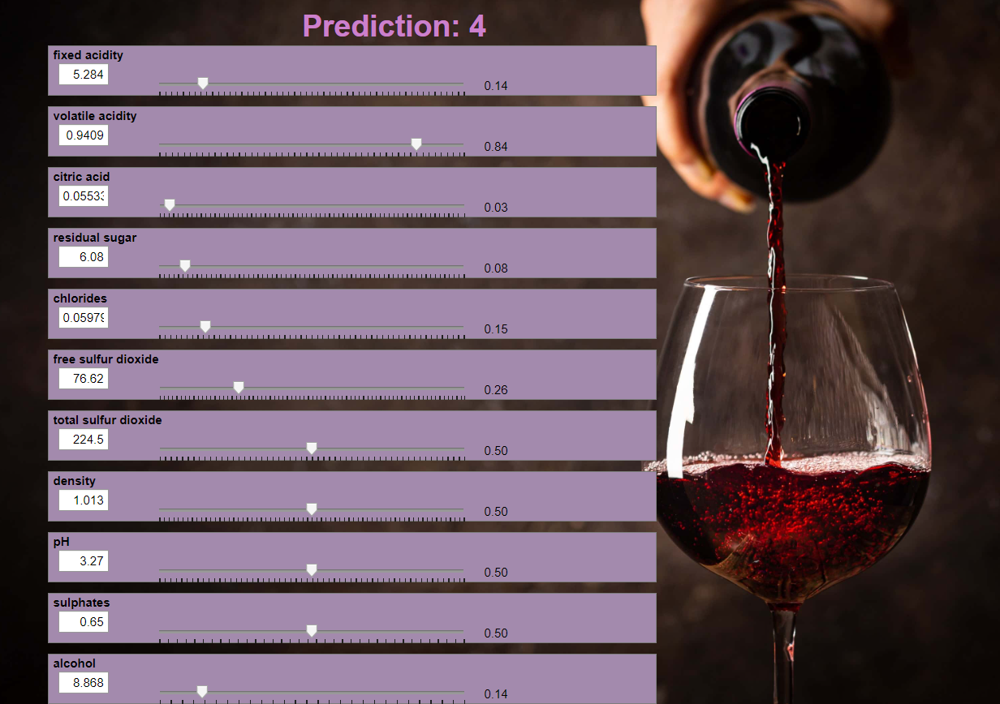 Prediction: 4
fixed acidity
5.284
0.14
volatile acidity
0.9409
0.84
citric acid
0.0553
0.03
residual sugar
6.08
0.08
chlorides
0.0597
0.15
free sulfur dioxide
76.62
0.26
total sulfur dioxide
224.5
0.50
density
1.013
0.50
pH
3.27
0.50
sulphates
0.65
0.50
alcohol
8.868
0.14